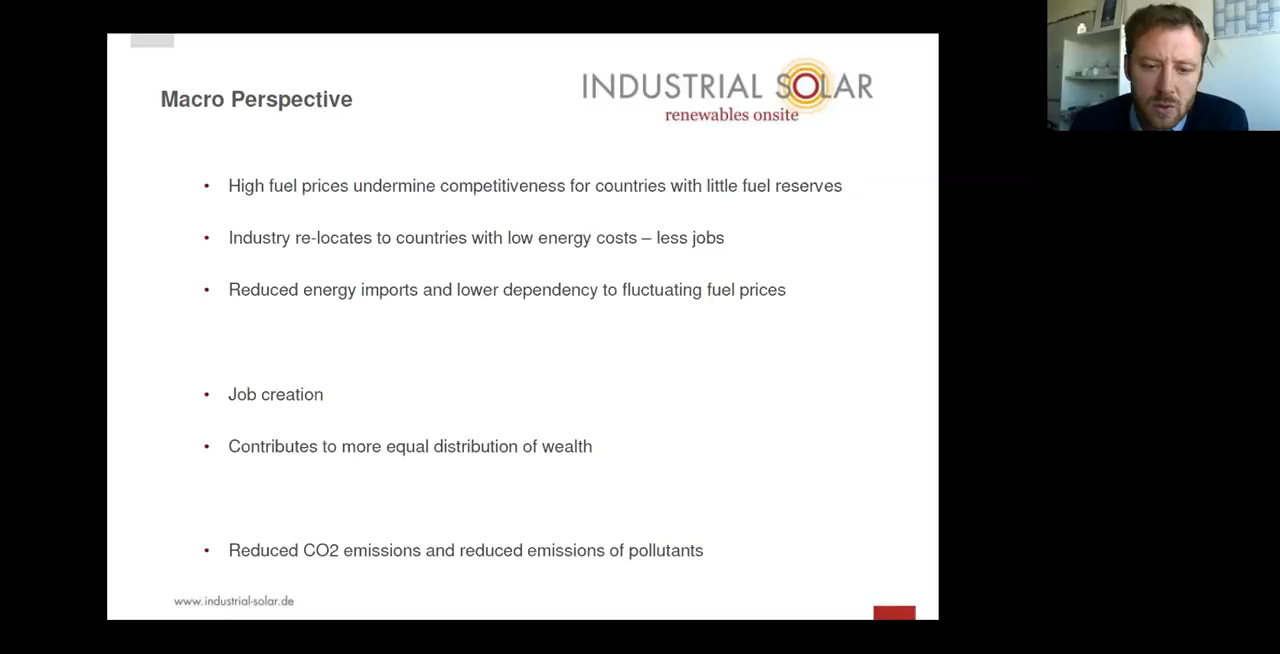 Macro Perspective
INDUSTRIAL SOLAR
renewables onsite
• High fuel prices undermine competitiveness for countries with little fuel reserves
• Industry re-locates to countries with low energy costs – less jobs
• Reduced energy imports and lower dependency to fluctuating fuel prices
• Job creation
• Contributes to more equal distribution of wealth
• Reduced CO2 emissions and reduced emissions of pollutants
www.industrial-solar.de